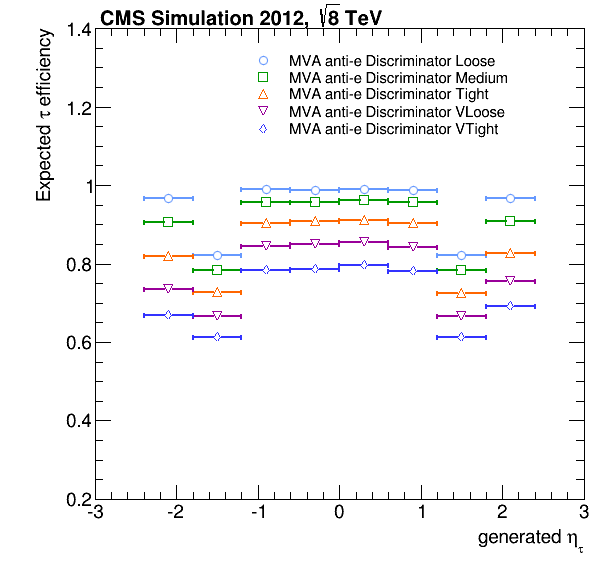 CMS Simulation 2012, √8 TeV
Expected τ efficiency
1.4
1.2
1
0.8
0.6
0.4
0.2
MVA anti-e Discriminator Loose
MVA anti-e Discriminator Medium
MVA anti-e Discriminator Tight
MVA anti-e Discriminator VLoose
MVA anti-e Discriminator VTight
-3 -2 -1 0 1 2 3
generated ητ